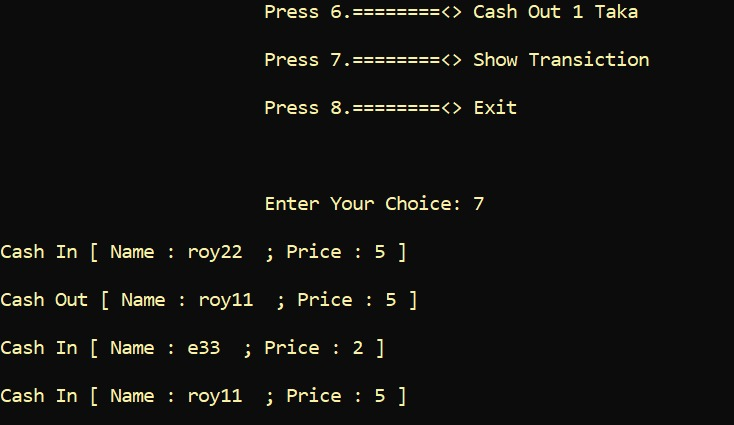 Press 6.========<> Cash Out 1 Taka
Press 7.========<> Show Transiction
Press 8.========<> Exit
Enter Your Choice: 7
Cash In [ Name : roy22  ; Price : 5 ]
Cash Out [ Name : roy11  ; Price : 5 ]
Cash In [ Name : e33  ; Price : 2 ]
Cash In [ Name : roy11  ; Price : 5 ]